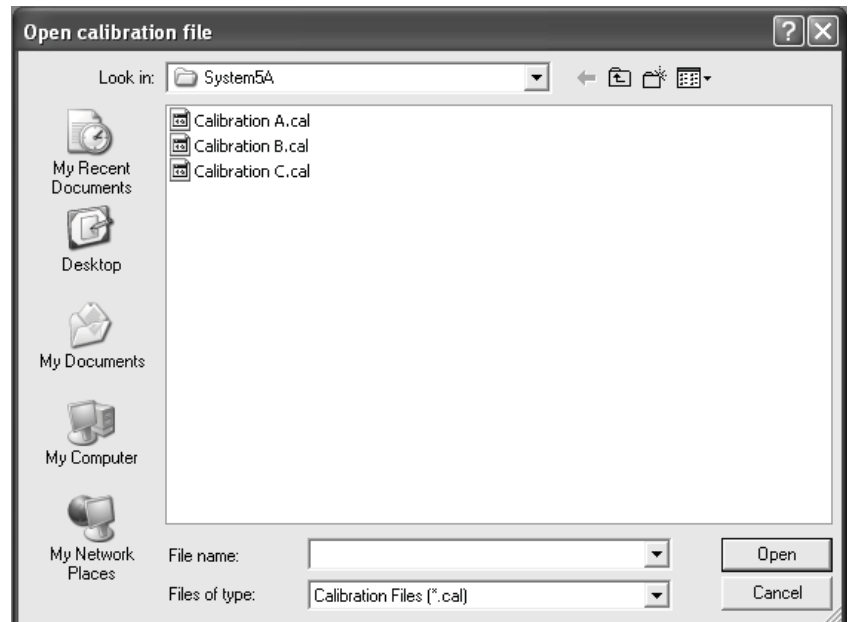 Open calibration file
Look in:
System5A
Calibration A.cal
Calibration B.cal
Calibration C.cal
My Recent
Documents
Desktop
My Documents
My Computer
My Network
Places
File name:
Open
Files of type:
Calibration Files (*.cal)
Cancel